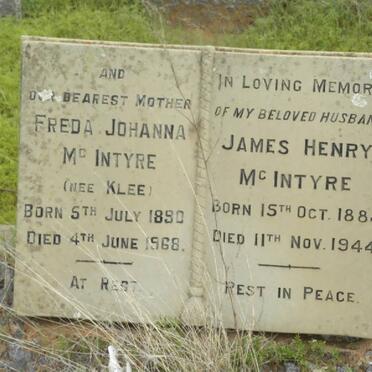 AND
OUR DEAREST MOTHER
FREDA JOHANNA
Mc INTYRE
(NEE KLEE)
BORN 5TH JULY 1890
DIED 4TH JUNE 1968.
AT REST.
IN LOVING MEMOR
OF MY BELOVED HUSBAN
JAMES HENRY
Mc INTYRE
BORN 15TH OCT. 188
DIED 11TH NOV. 1944
REST IN PEACE.